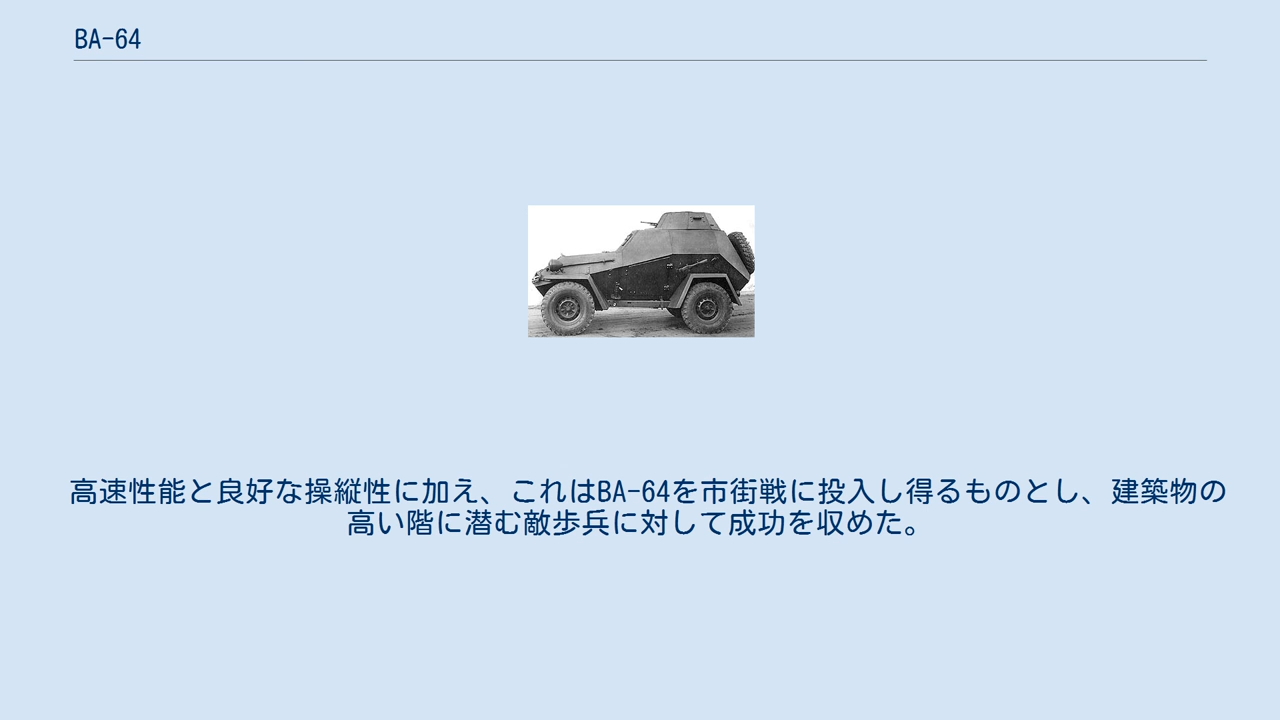 BA-64
高速性能と良好な操縦性に加え、これはBA-64を市街戦に投入し得るものとし、建築物の
高い階に潜む敵歩兵に対して成功を収めた。